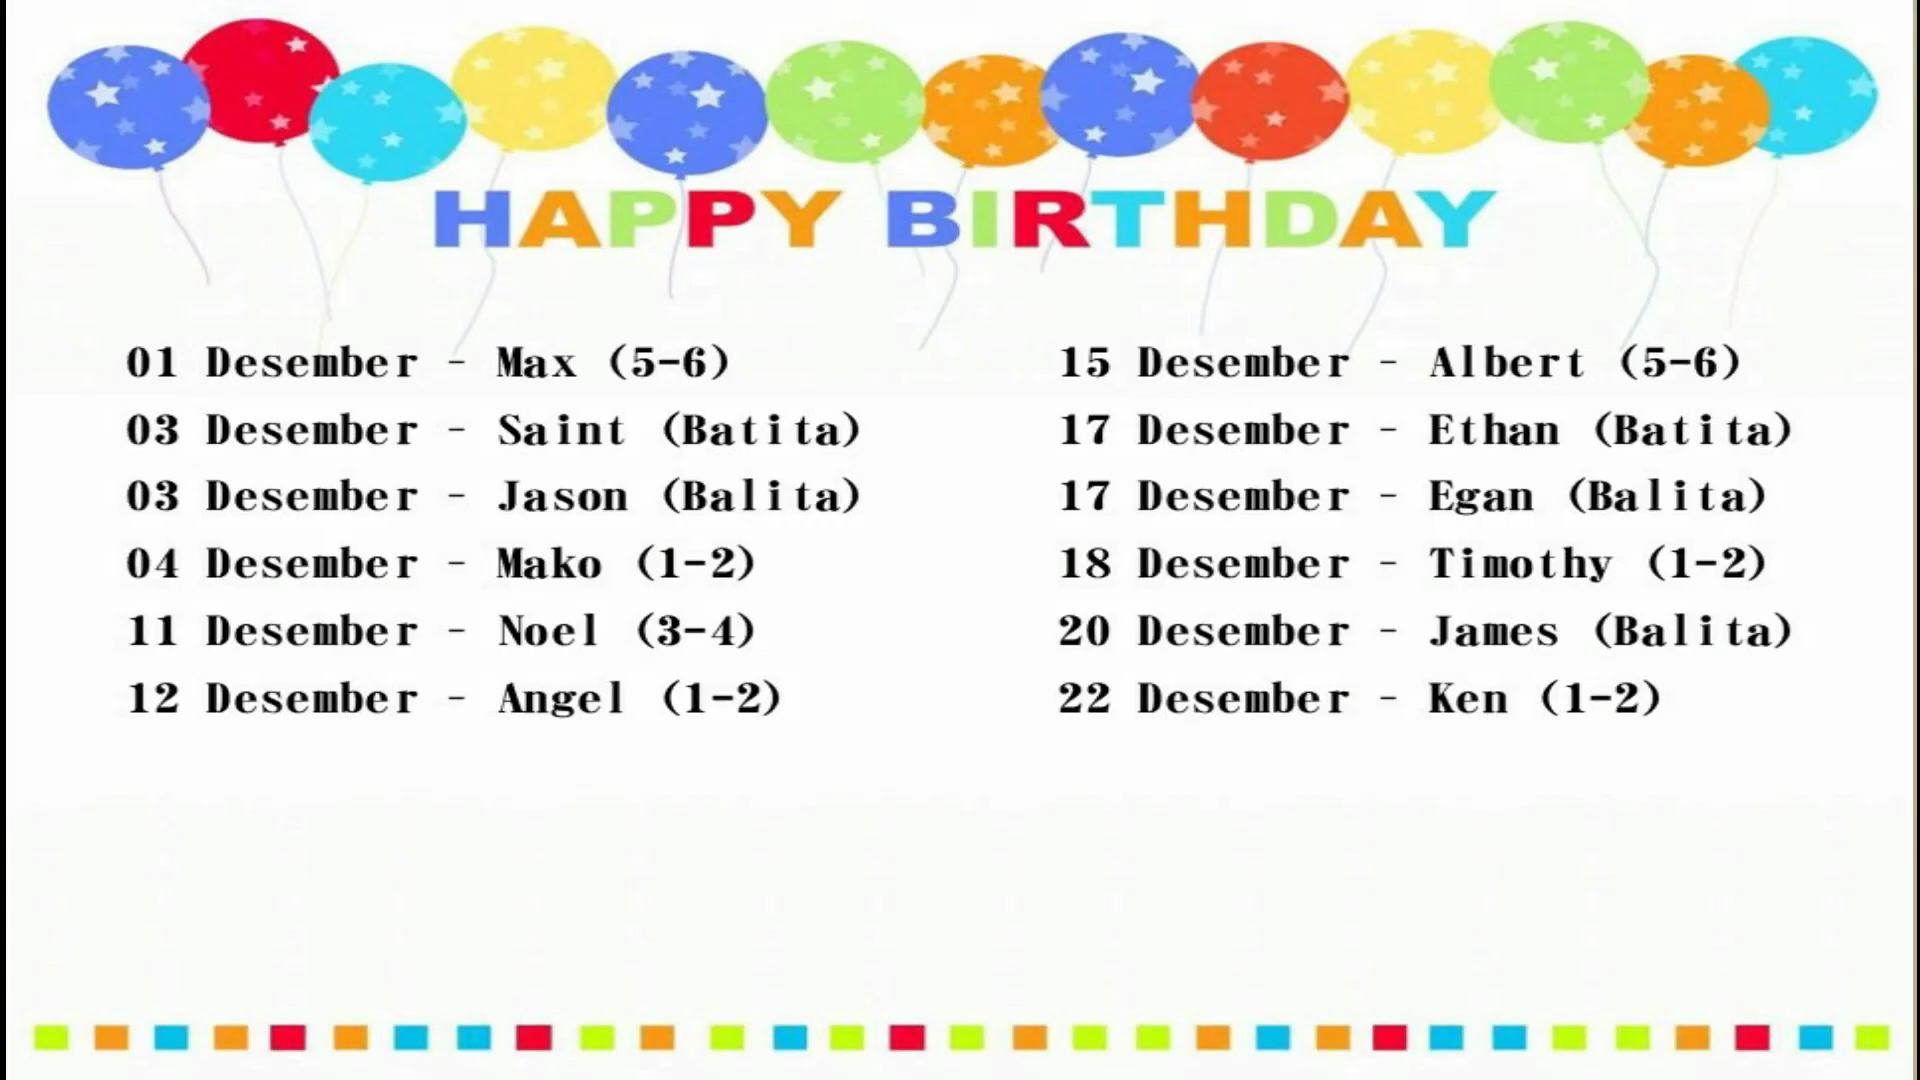 HAPPY BIRTHDAY
01 Desember - Max (5-6)
03 Desember - Saint (Batita)
03 Desember - Jason (Balita)
04 Desember - Mako (1-2)
11 Desember - Noel (3-4)
12 Desember - Angel (1-2)
15 Desember - Albert (5-6)
17 Desember - Ethan (Batita)
17 Desember - Egan (Balita)
18 Desember - Timothy (1-2)
20 Desember - James (Balita)
22 Desember - Ken (1-2)